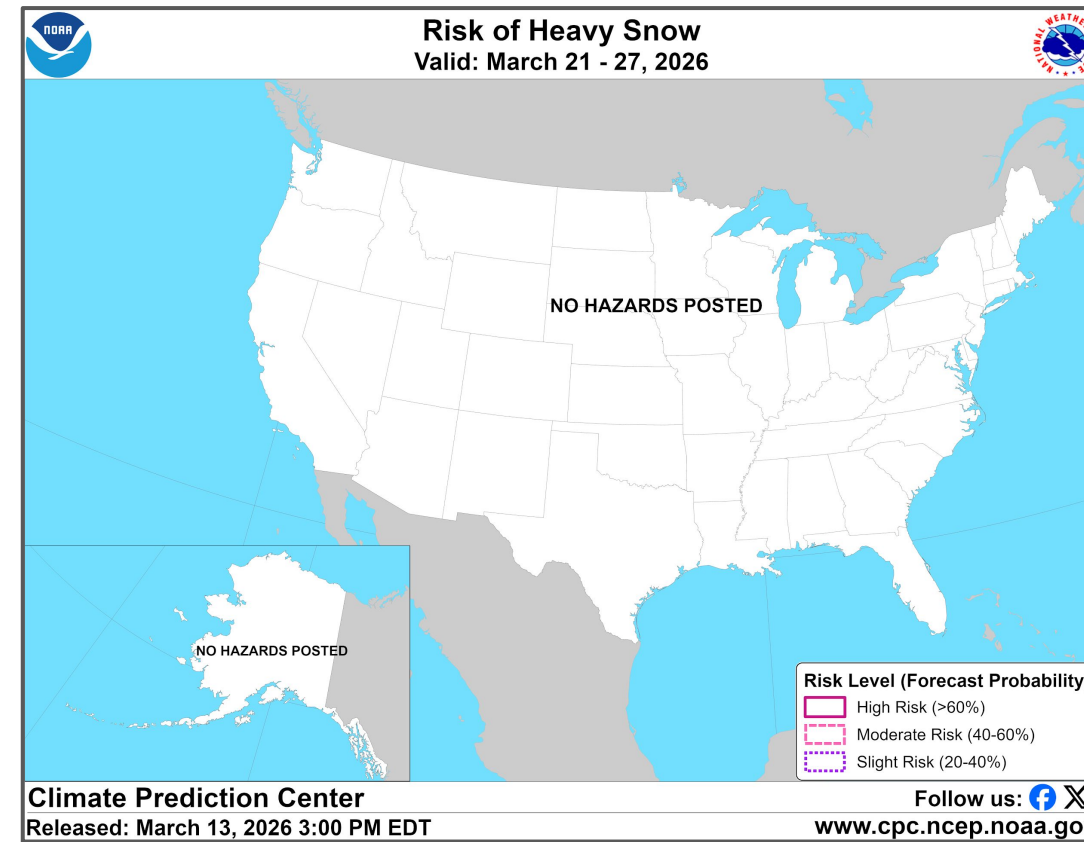 NOAA
Risk of Heavy Snow
Valid: March 21 - 27, 2026
NATIONAL WEATHE
NO HAZARDS POSTED
NO HAZARDS POSTED
Risk Level (Forecast Probability
High Risk (>60%)
Moderate Risk (40-60%)
Slight Risk (20-40%)
Climate Prediction Center
Follow us:
Released: March 13, 2026 3:00 PM EDT
www.cpc.ncep.noaa.go